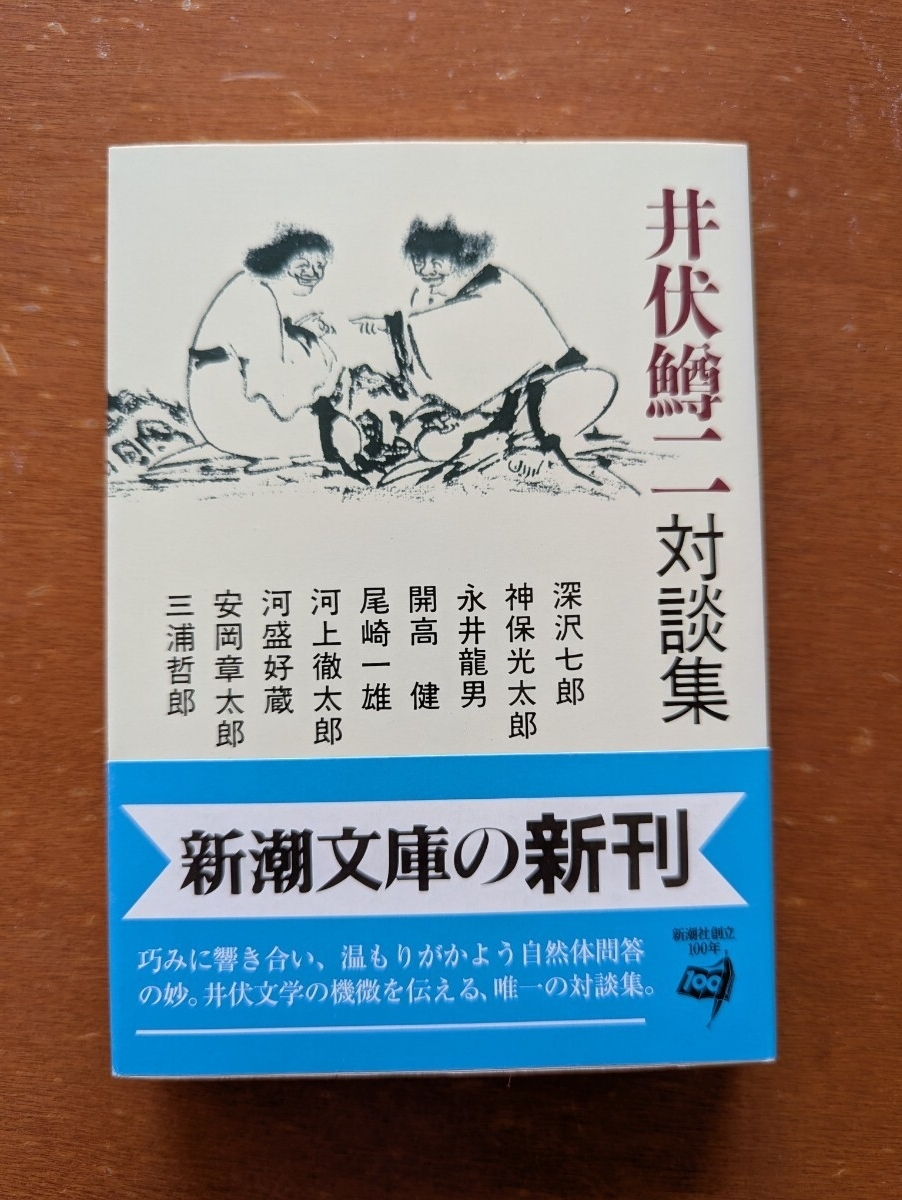 井伏鱒二対談集
深沢七郎
神保光太郎
永井龍男
開高 健
尾崎一雄
河上徹太郎
河盛好蔵
安岡章太郎
三浦哲郎
新潮文庫の新刊
巧みに響き合い、温もりがかよう自然体問答
の妙。井伏文学の機微を伝える、唯一の対談集。
新潮社創立
100年
100